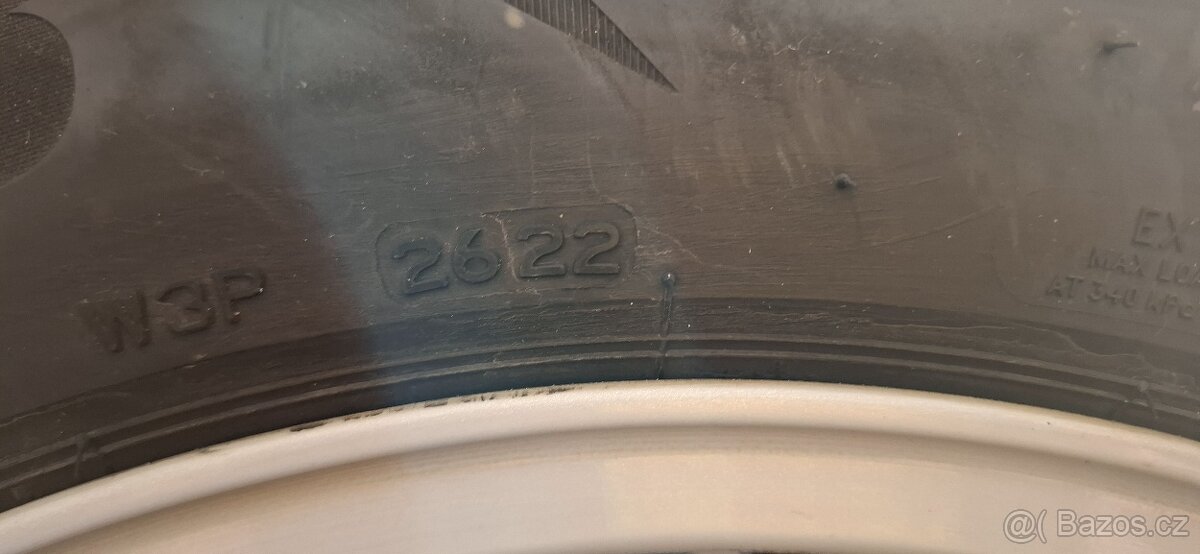 W3P 2622
EX
MAX LOA
AT 340 KPa
@( Bazos.cz